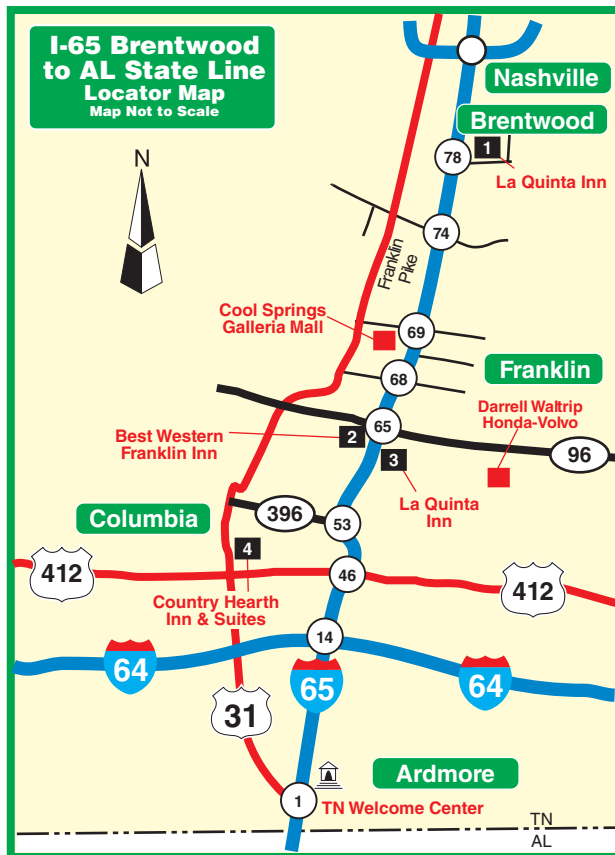 I-65 Brentwood
to AL State Line
Locator Map
Map Not to Scale
Nashville
Brentwood
N
1
78
La Quinta Inn
74
Franklin
Pike
Cool Springs
Galleria Mall
69
68
Franklin
Darrell Waltrip
Honda-Volvo
65
2
Best Western
Franklin Inn
3
96
La Quinta
Inn
396
53
Columbia
4
412
46
412
Country Hearth
Inn & Suites
14
64
65
64
31
Ardmore
1
TN Welcome Center
TN
AL